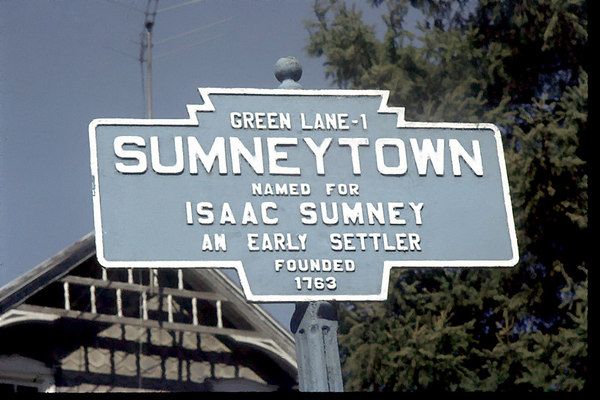 GREEN LANE-1
SUMNEYTOWN
NAMED FOR
ISAAC SUMNEY
AN EARLY SETTLER
FOUNDED
1763